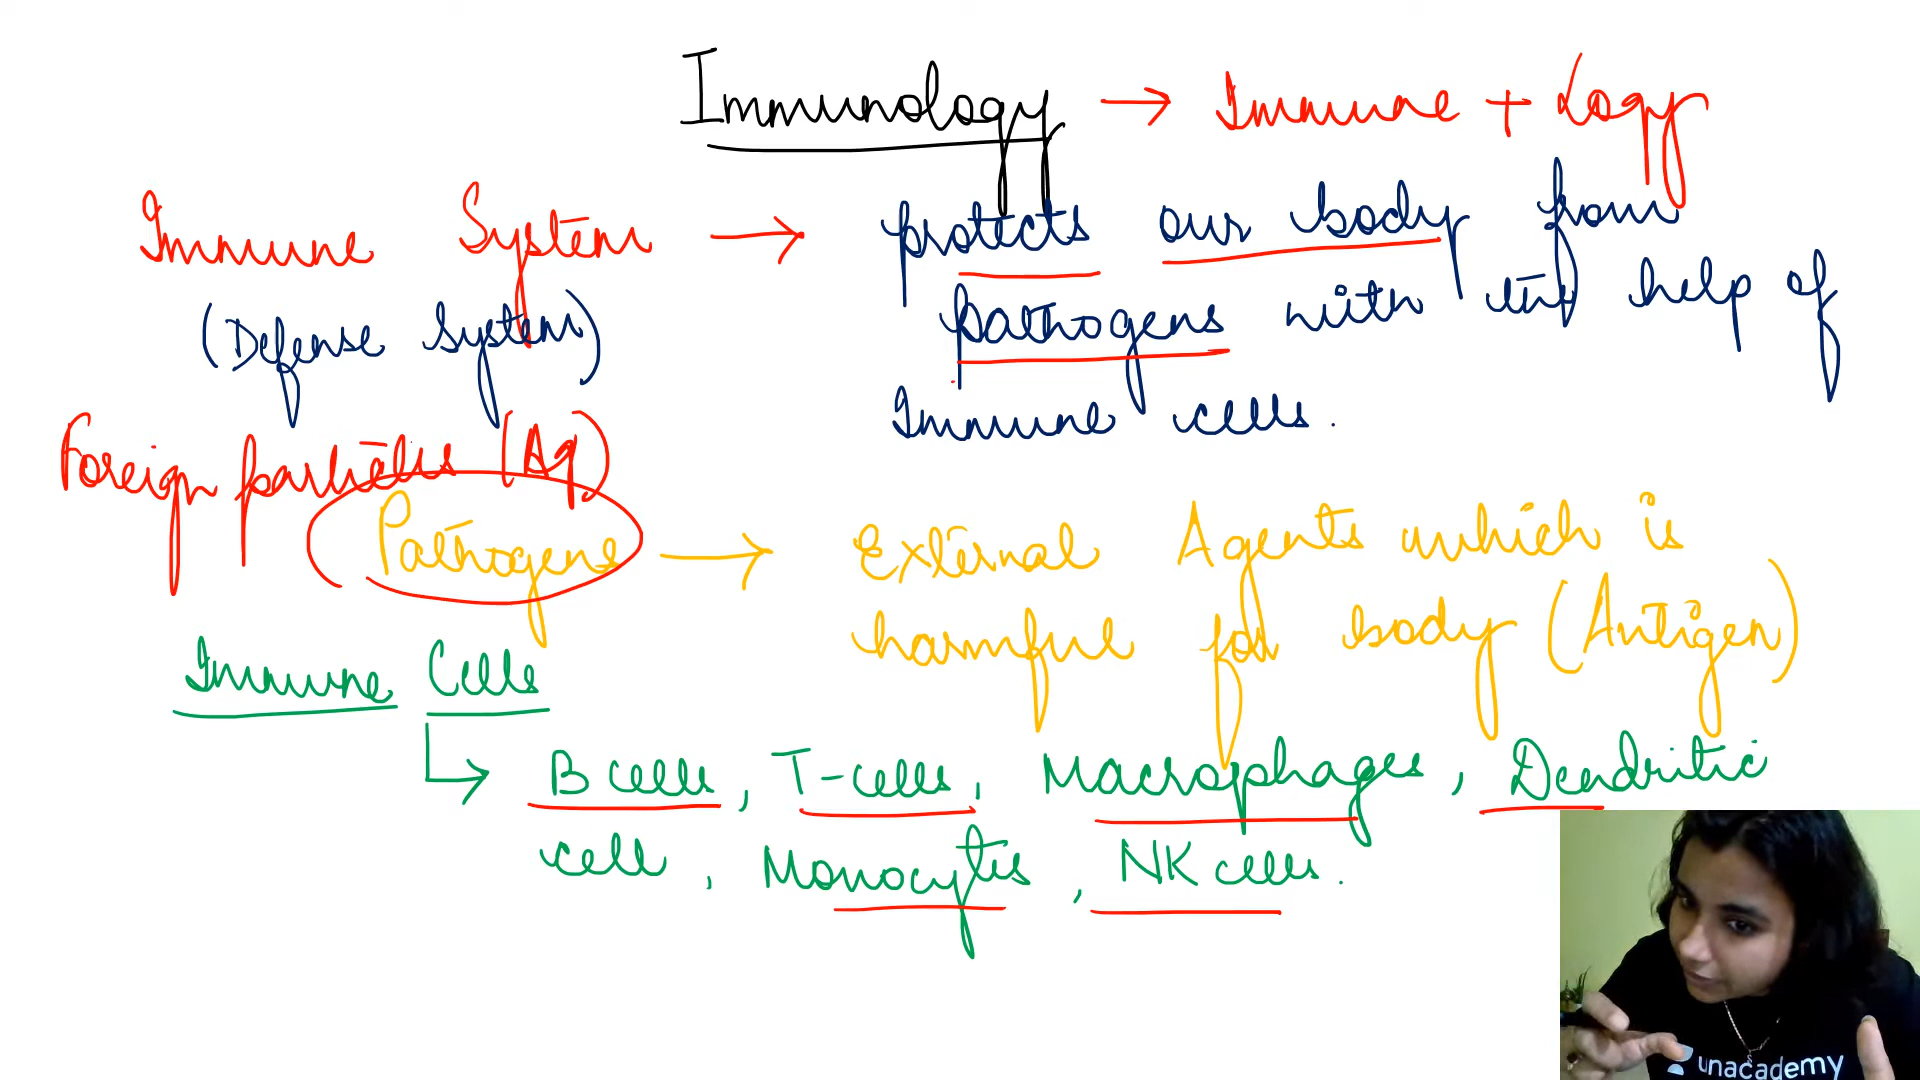 Immunology → Immune + Logy
Immune System → protects our body from
(Defense System) pathogens with the help of
Immune cells.
Foreign particles (Ag)
Pathogens → External Agents which is
harmful for body (Antigen)
Immune Cells
B cells, T-cells, Macrophages, Dendritic
cell, Monocytes, NK cells.
unacademy